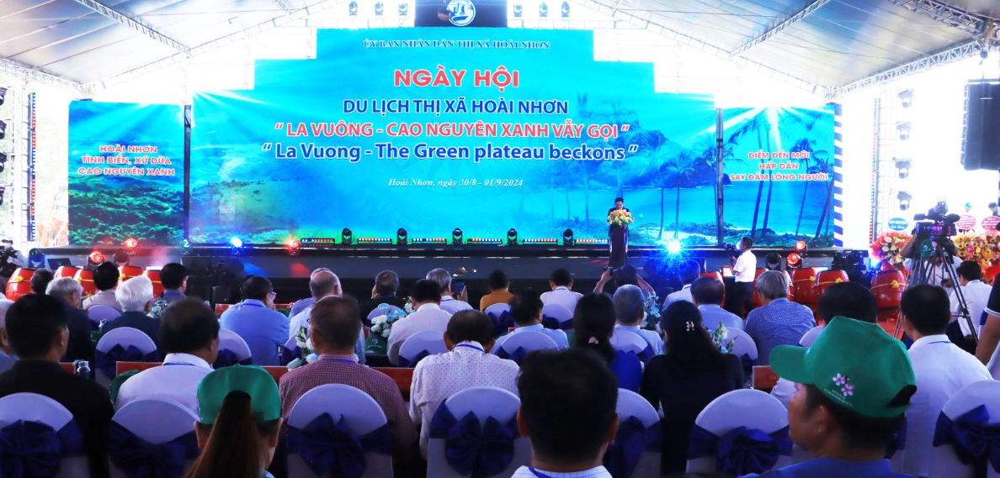 ỦY BAN NHÂN DÂN THỊ XÃ HOÀI NHƠN
NGÀY HỘI
DU LỊCH THỊ XÃ HOÀI NHƠN
“ LA VUÔNG - CAO NGUYÊN XANH VẪY GỌI ”
“ La Vuong - The Green plateau beckons ”
Hoài Nhơn, ngày 30/8 - 01/9/2024
HOÀI NHƠN
TÌNH BIỂN, XỨ DỪA
CAO NGUYÊN XANH
ĐIỂM ĐẾN MỚI
HẤP DẪN
SAY ĐẮM LÒNG NGƯỜI